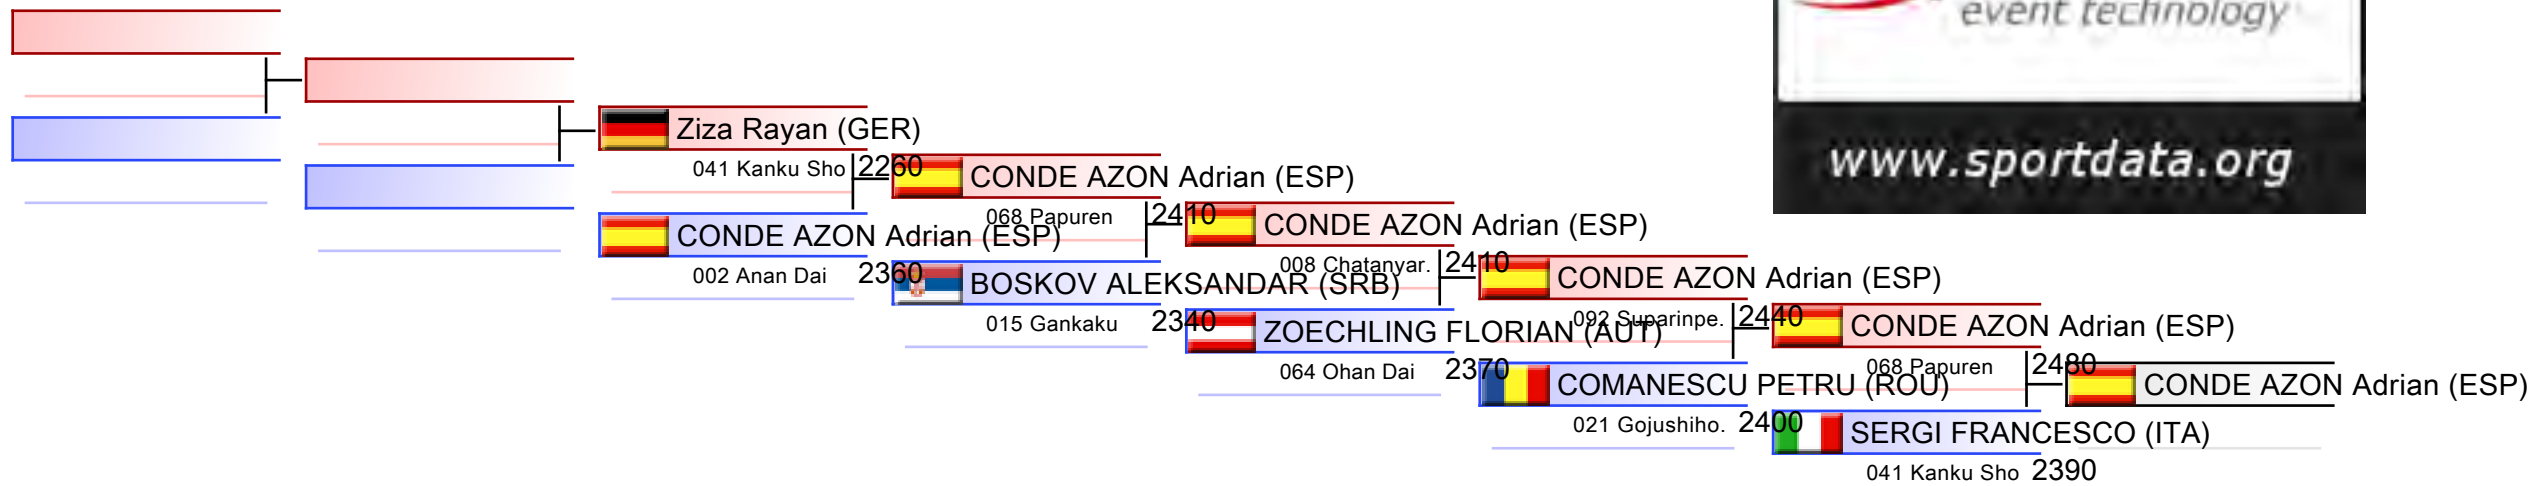 event technology
www.sportdata.org
Ziza Rayan (GER)
041 Kanku Sho 2260
CONDE AZON Adrian (ESP)
002 Anan Dai 2360
CONDE AZON Adrian (ESP)
068 Papuren 2410
BOSKOV ALEKSANDAR (SRB)
015 Gankaku 2340
CONDE AZON Adrian (ESP)
008 Chatanyar. 2410
ZOECHLING FLORIAN (AUT)
064 Ohan Dai 2370
CONDE AZON Adrian (ESP)
092 Suparinpe. 2440
COMANESCU PETRU (ROU)
021 Gojushiho. 2400
CONDE AZON Adrian (ESP)
068 Papuren 2480
SERGI FRANCESCO (ITA)
041 Kanku Sho 2390
CONDE AZON Adrian (ESP)